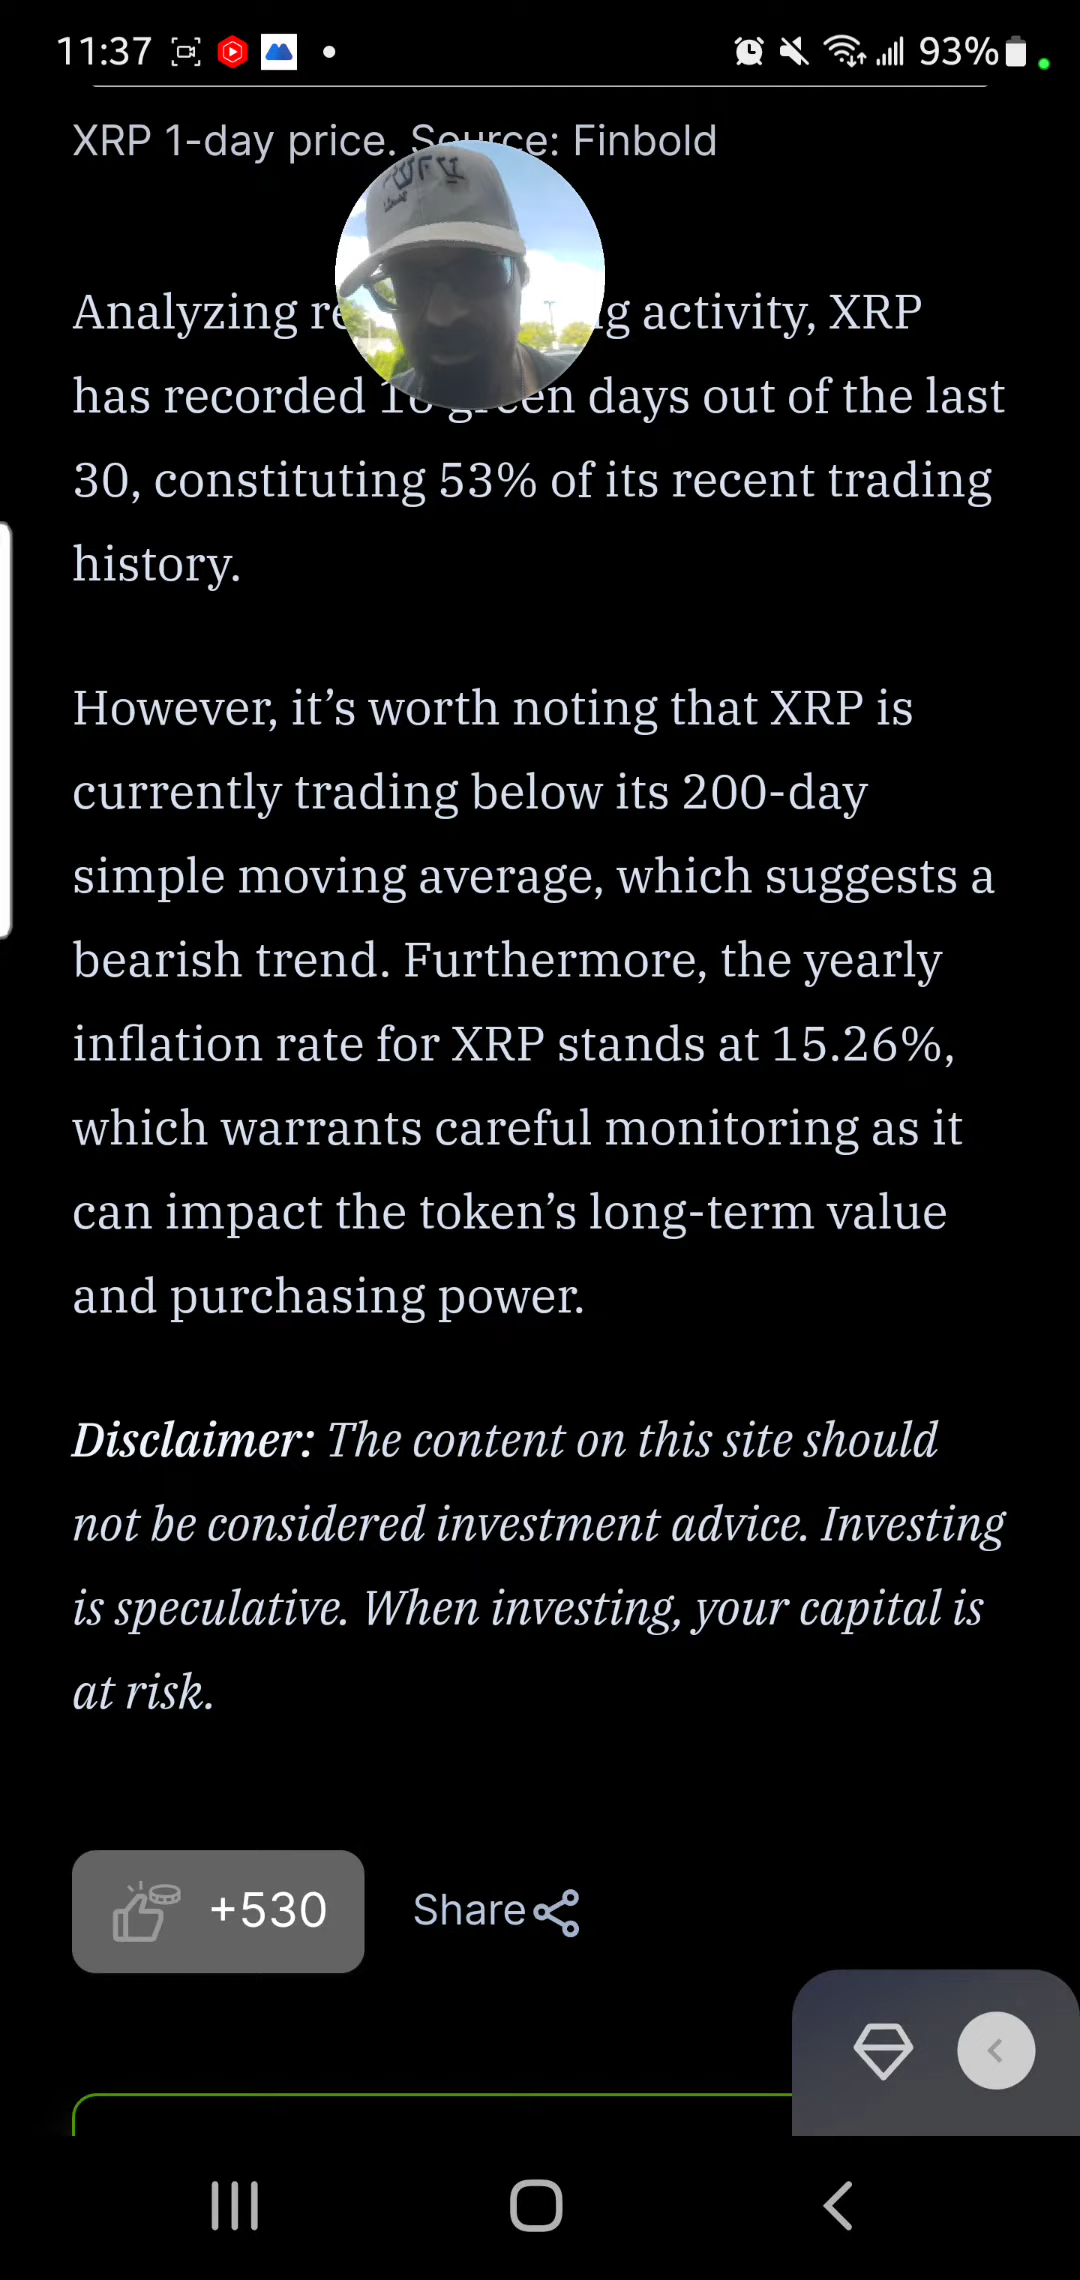 11:37
93%
XRP 1-day price. Source: Finbold
Analyzing activity, XRP
has recorded 16 green days out of the last
30, constituting 53% of its recent trading
history.
However, it’s worth noting that XRP is
currently trading below its 200-day
simple moving average, which suggests a
bearish trend. Furthermore, the yearly
inflation rate for XRP stands at 15.26%,
which warrants careful monitoring as it
can impact the token’s long-term value
and purchasing power.
Disclaimer: The content on this site should
not be considered investment advice. Investing
is speculative. When investing, your capital is
at risk.
+530
Share